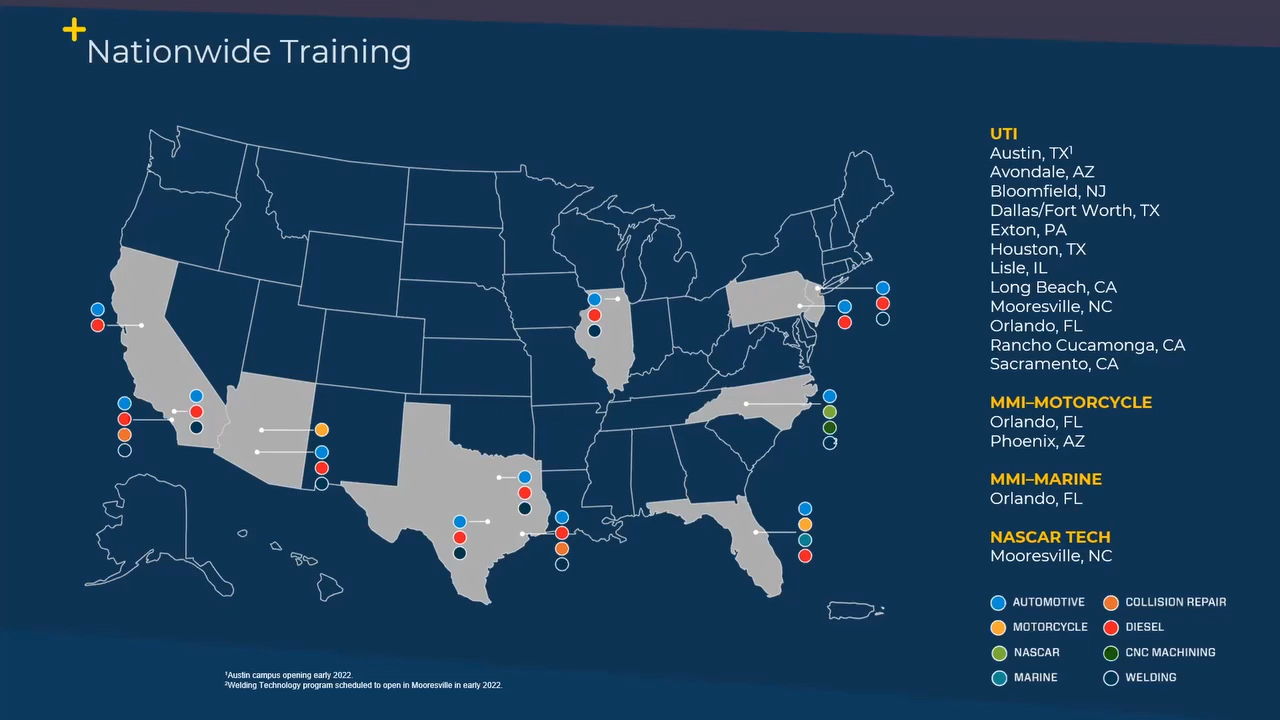 Nationwide Training
UTI
Austin, TX¹
Avondale, AZ
Bloomfield, NJ
Dallas/Fort Worth, TX
Exton, PA
Houston, TX
Lisle, IL
Long Beach, CA
Mooresville, NC
Orlando, FL
Rancho Cucamonga, CA
Sacramento, CA
MMI–MOTORCYCLE
Orlando, FL
Phoenix, AZ
MMI–MARINE
Orlando, FL
NASCAR TECH
Mooresville, NC
AUTOMOTIVE
COLLISION REPAIR
MOTORCYCLE
DIESEL
NASCAR
CNC MACHINING
MARINE
WELDING
2
¹Austin campus opening early 2022.
²Welding Technology program scheduled to open in Mooresville in early 2022.